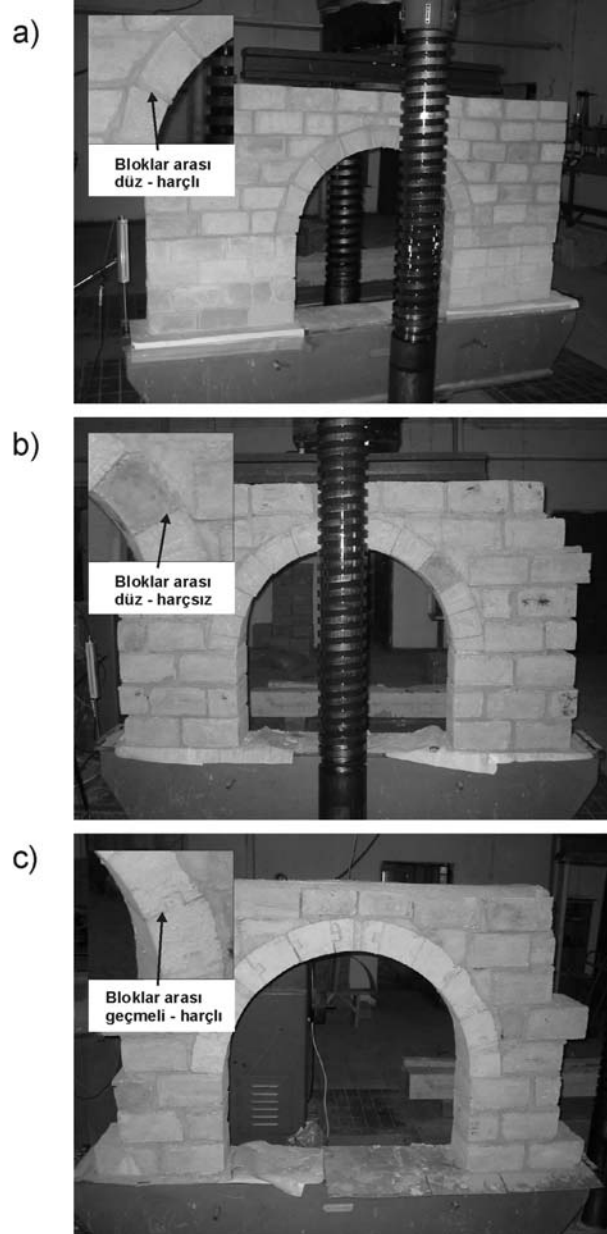 a)
Bloklar arası
düz - harçlı
b)
Bloklar arası
düz - harçsız
c)
Bloklar arası
geçmeli - harçlı